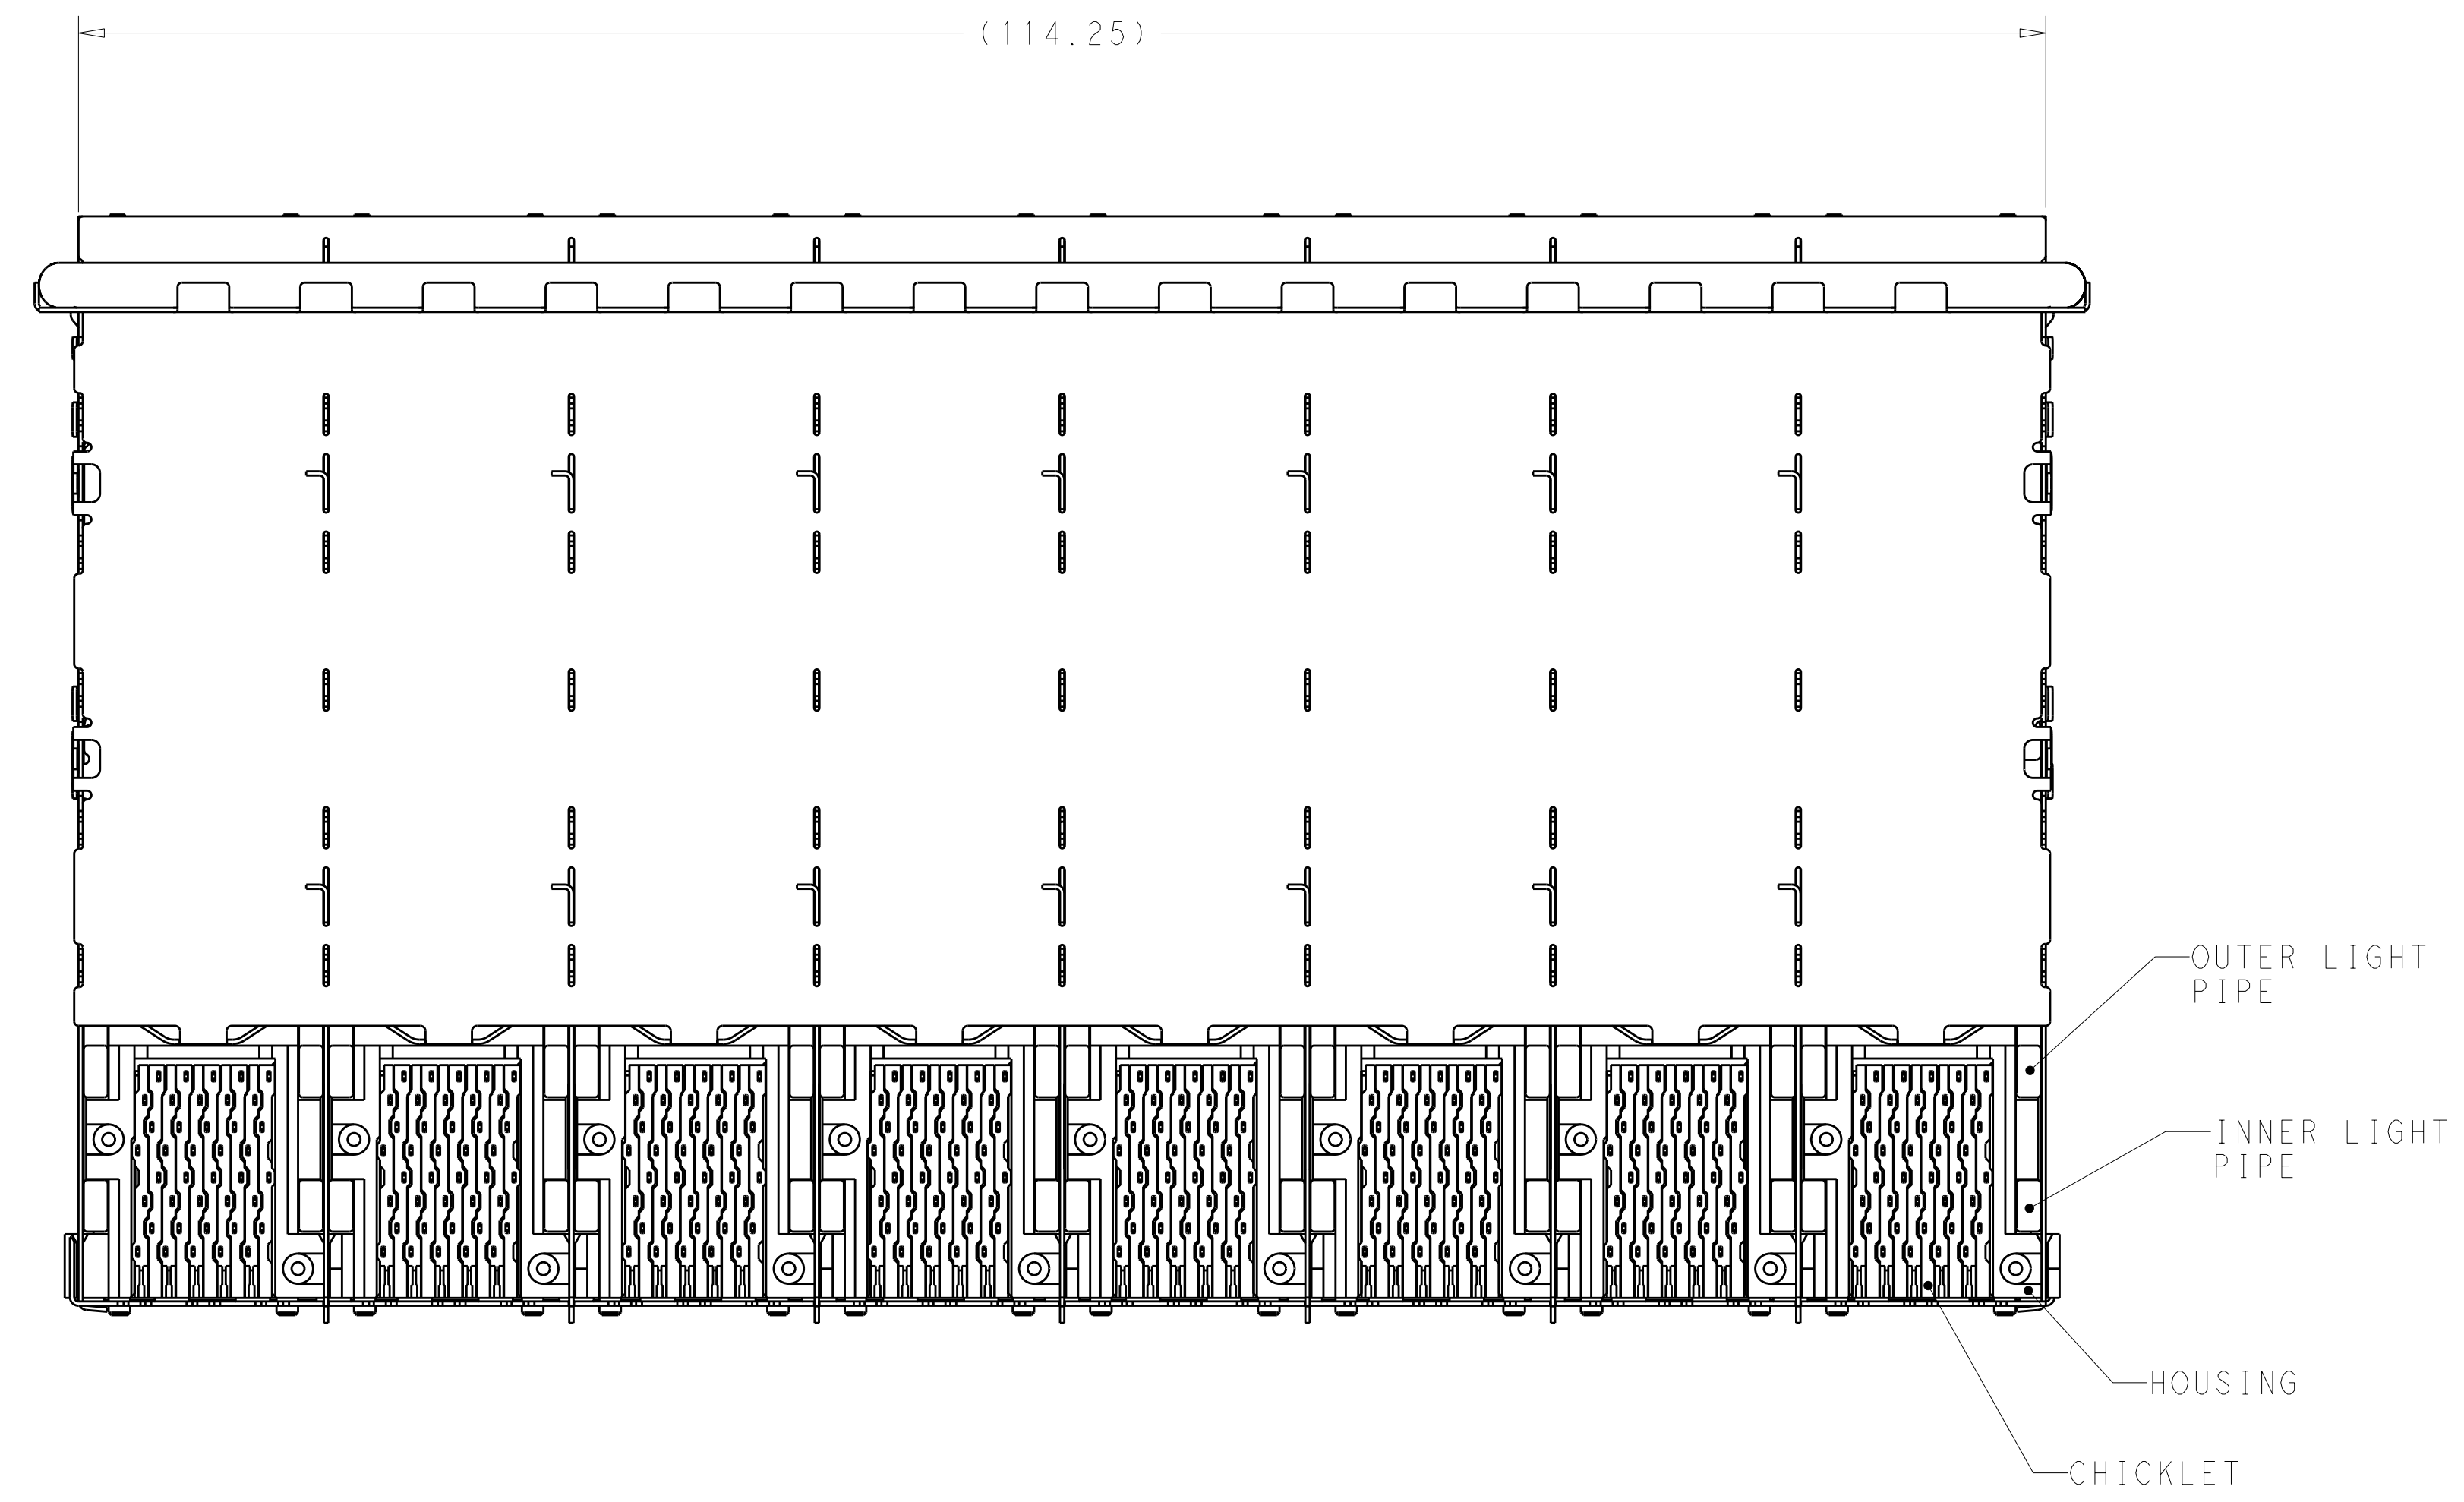 (114.25)
OUTER LIGHT
PIPE
INNER LIGHT
PIPE
HOUSING
CHICKLET